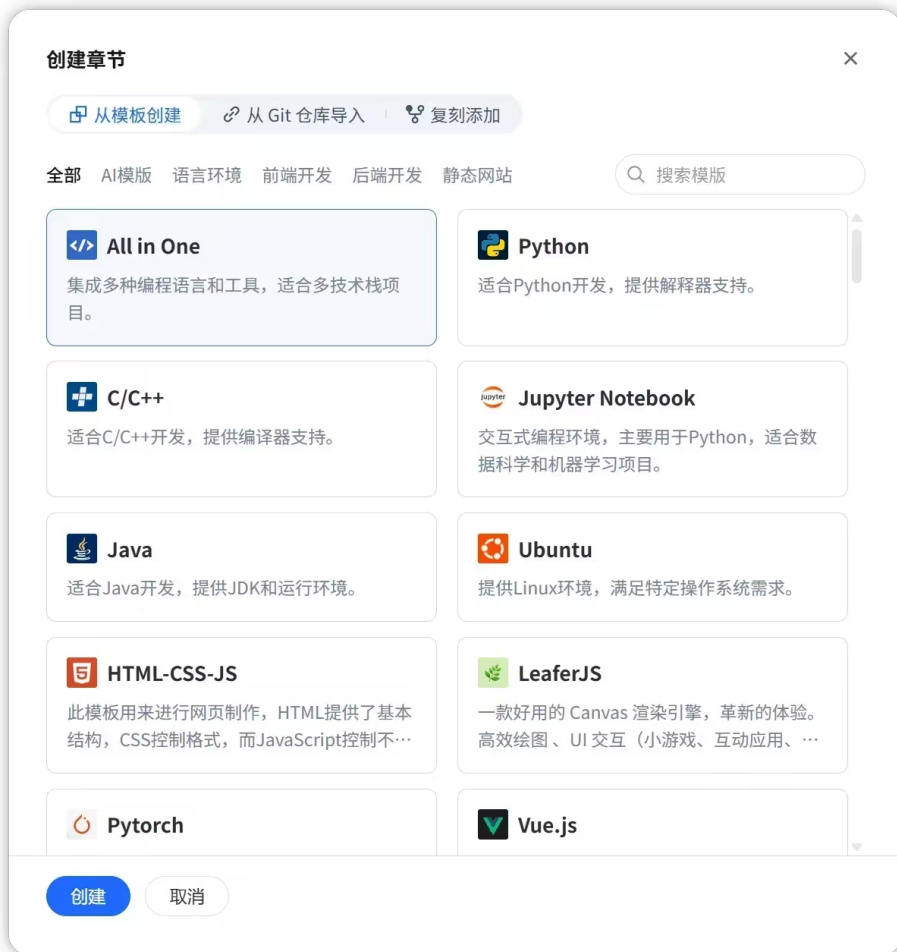 创建章节
从模板创建
从 Git 仓库导入
复刻添加
全部
AI模版
语言环境
前端开发
后端开发
静态网站
搜索模版
All in One
集成多种编程语言和工具，适合多技术栈项
目。
Python
适合Python开发，提供解释器支持。
C/C++
适合C/C++开发，提供编译器支持。
jupyter
Jupyter Notebook
交互式编程环境，主要用于Python，适合数
据科学和机器学习项目。
Java
适合Java开发，提供JDK和运行环境。
Ubuntu
提供Linux环境，满足特定操作系统需求。
HTML-CSS-JS
此模板用来进行网页制作，HTML提供了基本
结构，CSS控制格式，而JavaScript控制不…
LeaferJS
一款好用的 Canvas 渲染引擎，革新的体验。
高效绘图 、UI 交互（小游戏、互动应用、…
Pytorch
Vue.js
创建
取消